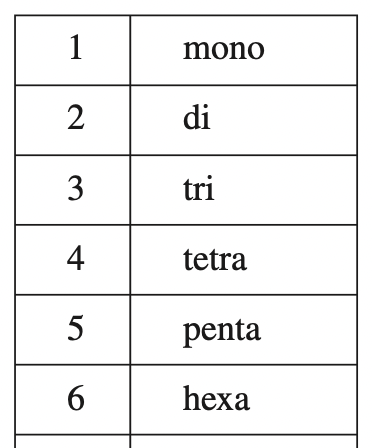 1 mono
2 di
3 tri
4 tetra
5 penta
6 hexa